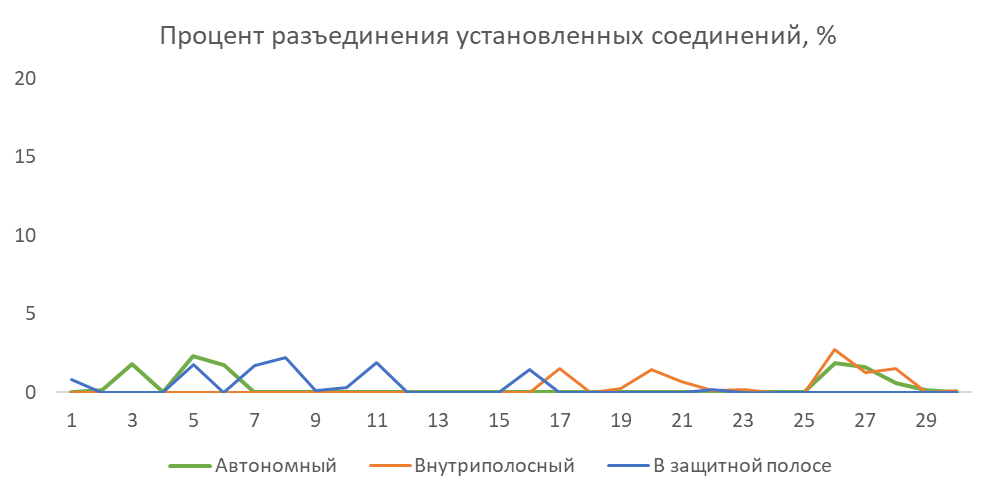 Процент разъединения установленных соединений, %
20
15
10
5
0
1 3 5 7 9 11 13 15 17 19 21 23 25 27 29
Автономный Внутриполосный В защитной полосе